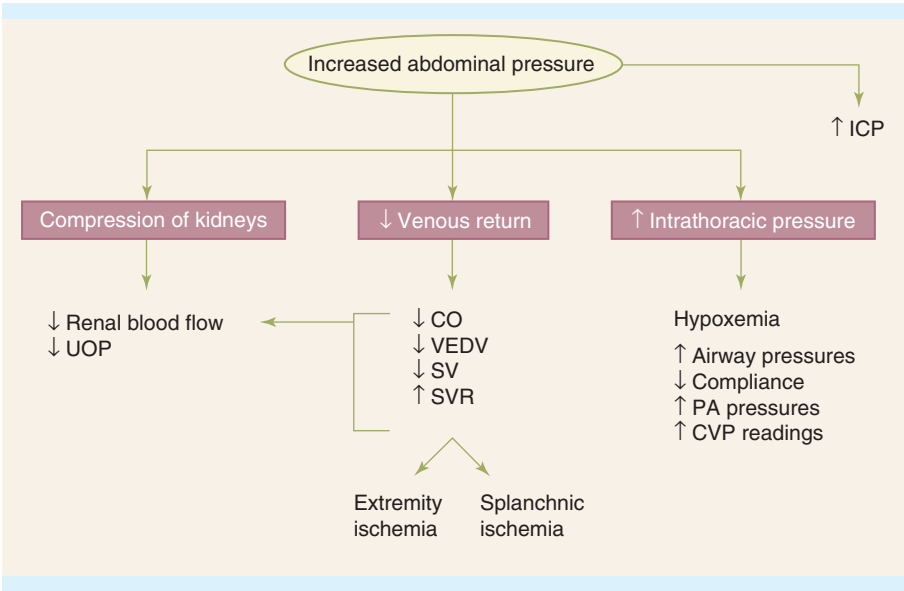 Increased abdominal pressure
↑ ICP
Compression of kidneys
↓ Venous return
↑ Intrathoracic pressure
↓ Renal blood flow
↓ UOP
↓ CO
↓ VEDV
↓ SV
↑ SVR
Hypoxemia
↑ Airway pressures
↓ Compliance
↑ PA pressures
↑ CVP readings
Extremity
ischemia
Splanchnic
ischemia